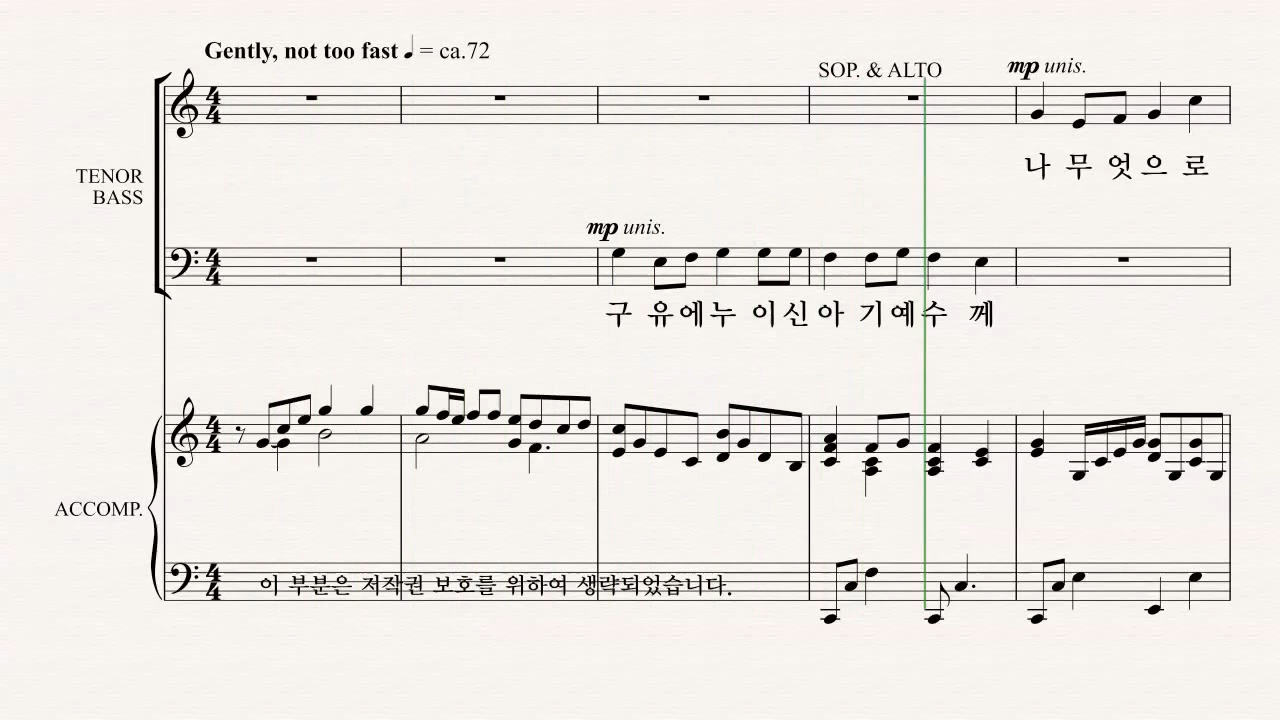 Gently, not too fast ♩ = ca.72
SOP. & ALTO
mp unis.
TENOR
BASS
나 무 엇 으 로
mp unis.
구 유 에 누 이 신 아 기 예 수 께
ACCOMP.
이 부분은 저작권 보호를 위하여 생략되었습니다.